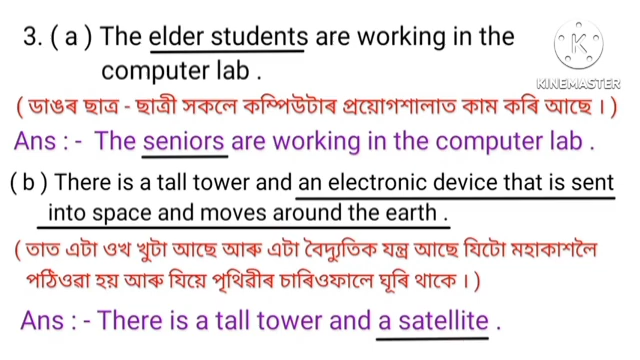 3. ( a ) The elder students are working in the
computer lab .
K
KINEMASTER
( ডাঙৰ ছাত্ৰ - ছাত্ৰী সকলে কম্পিউটাৰ প্ৰয়োগশালাত কাম কৰি আছে । )
Ans : - The seniors are working in the computer lab .
( b ) There is a tall tower and an electronic device that is sent
into space and moves around the earth .
( তাত এটা ওখ খুটা আছে আৰু এটা বৈদ্যুতিক যন্ত্ৰ আছে যিটো মহাকাশলৈ
পঠিওৱা হয় আৰু যিয়ে পৃথিৱীৰ চাৰিওফালে ঘূৰি থাকে । )
Ans : - There is a tall tower and a satellite .